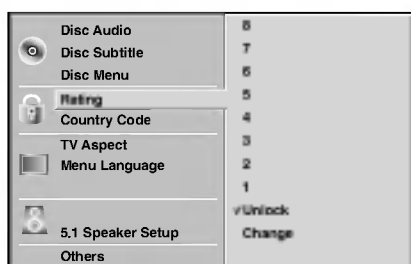 Disc Audio
Disc Subtitle
Disc Menu
Rating
Country Code
TV Aspect
Menu Language
5.1 Speaker Setup
Others
8
7
6
5
4
3
2
1
√Unlock
Change